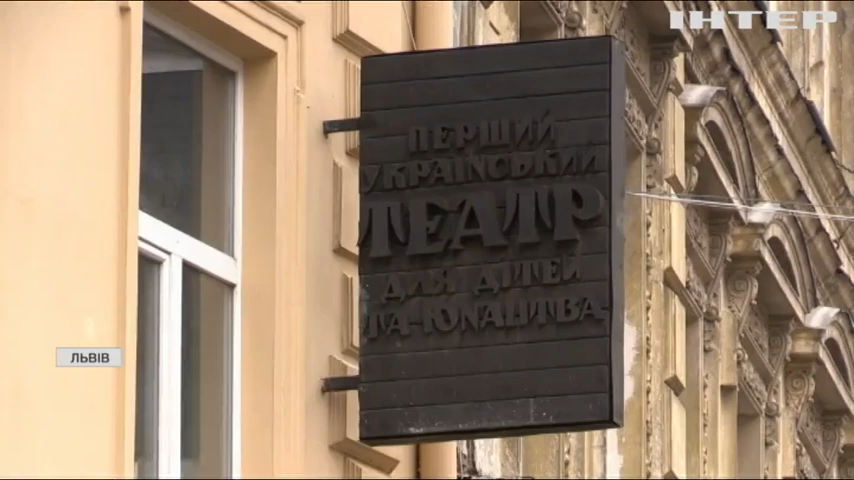 ІНТЕР
ПЕРШИЙ
УКРАЇНСЬКИЙ
ТЕАТР
ДЛЯ ДІТЕЙ
ТА ЮНАЦТВА
ЛЬВІВ